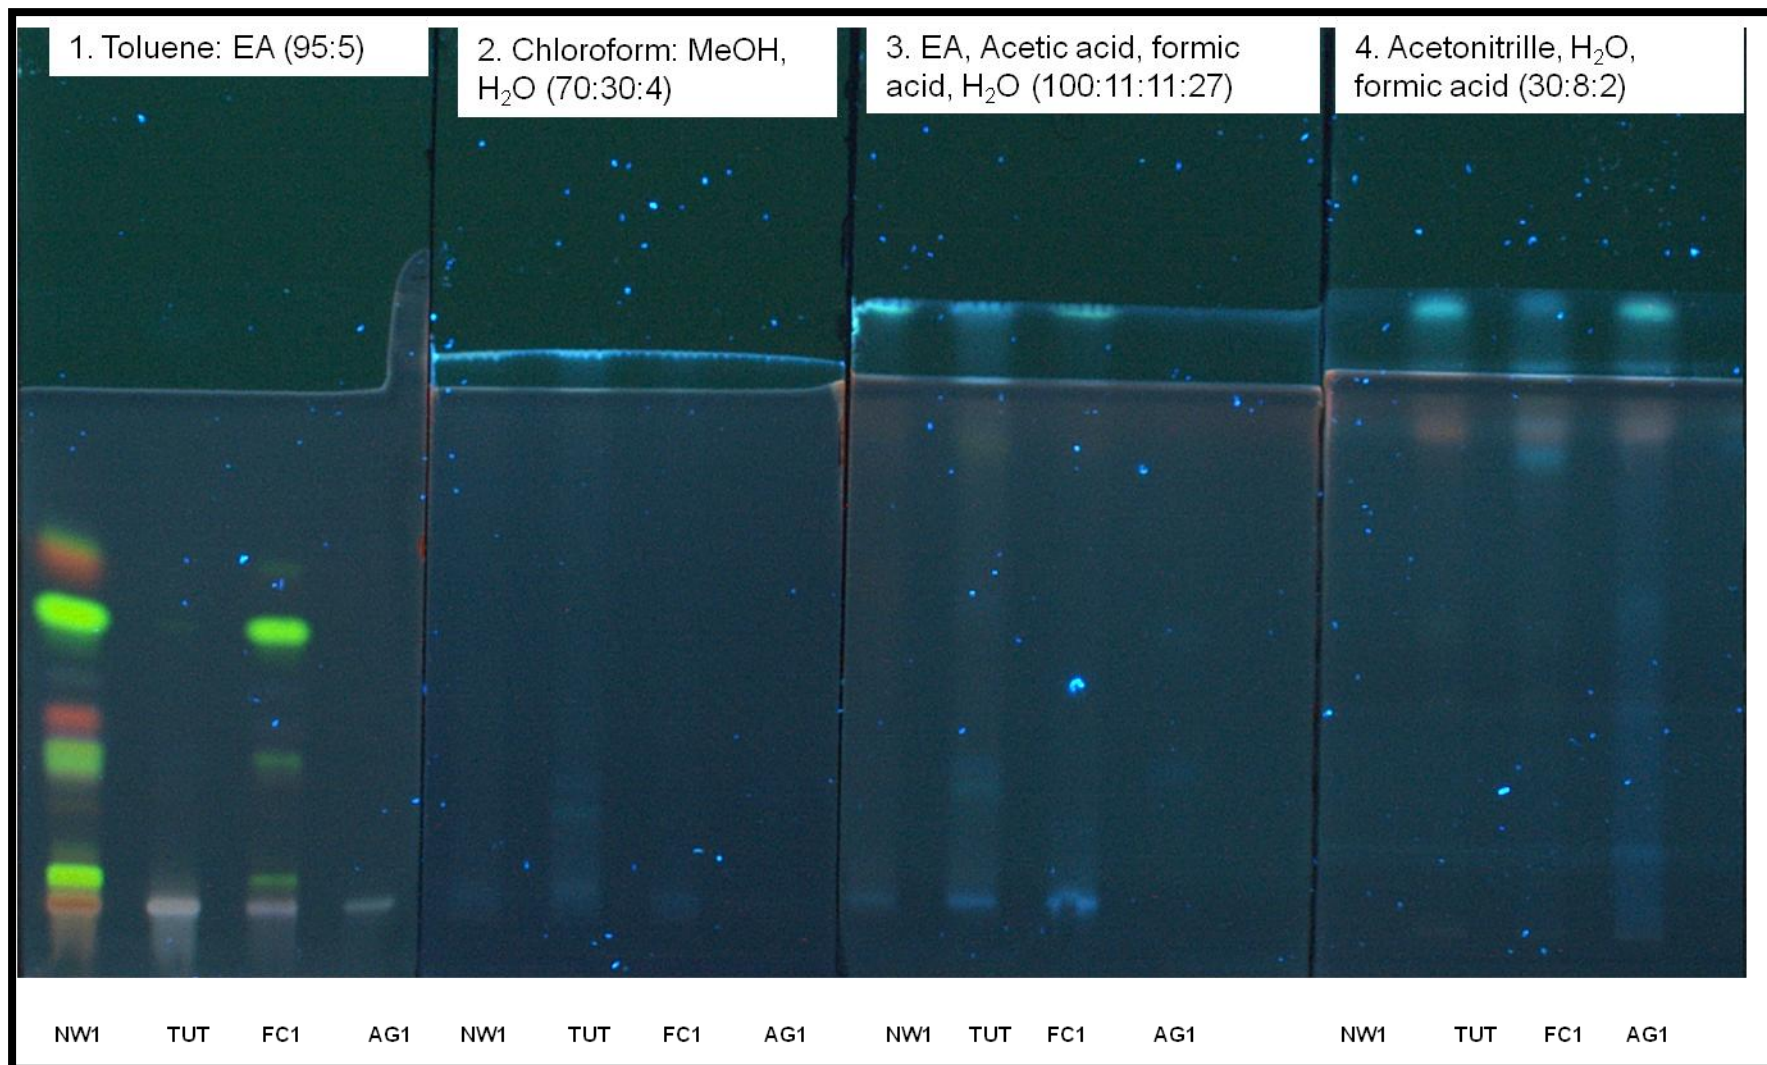 1. Toluene: EA (95:5)
2. Chloroform: MeOH,
H₂O (70:30:4)
3. EA, Acetic acid, formic
acid, H₂O (100:11:11:27)
4. Acetonitrille, H₂O,
formic acid (30:8:2)
NW1 TUT FC1 AG1 NW1 TUT FC1 AG1 NW1 TUT FC1 AG1 NW1 TUT FC1 AG1